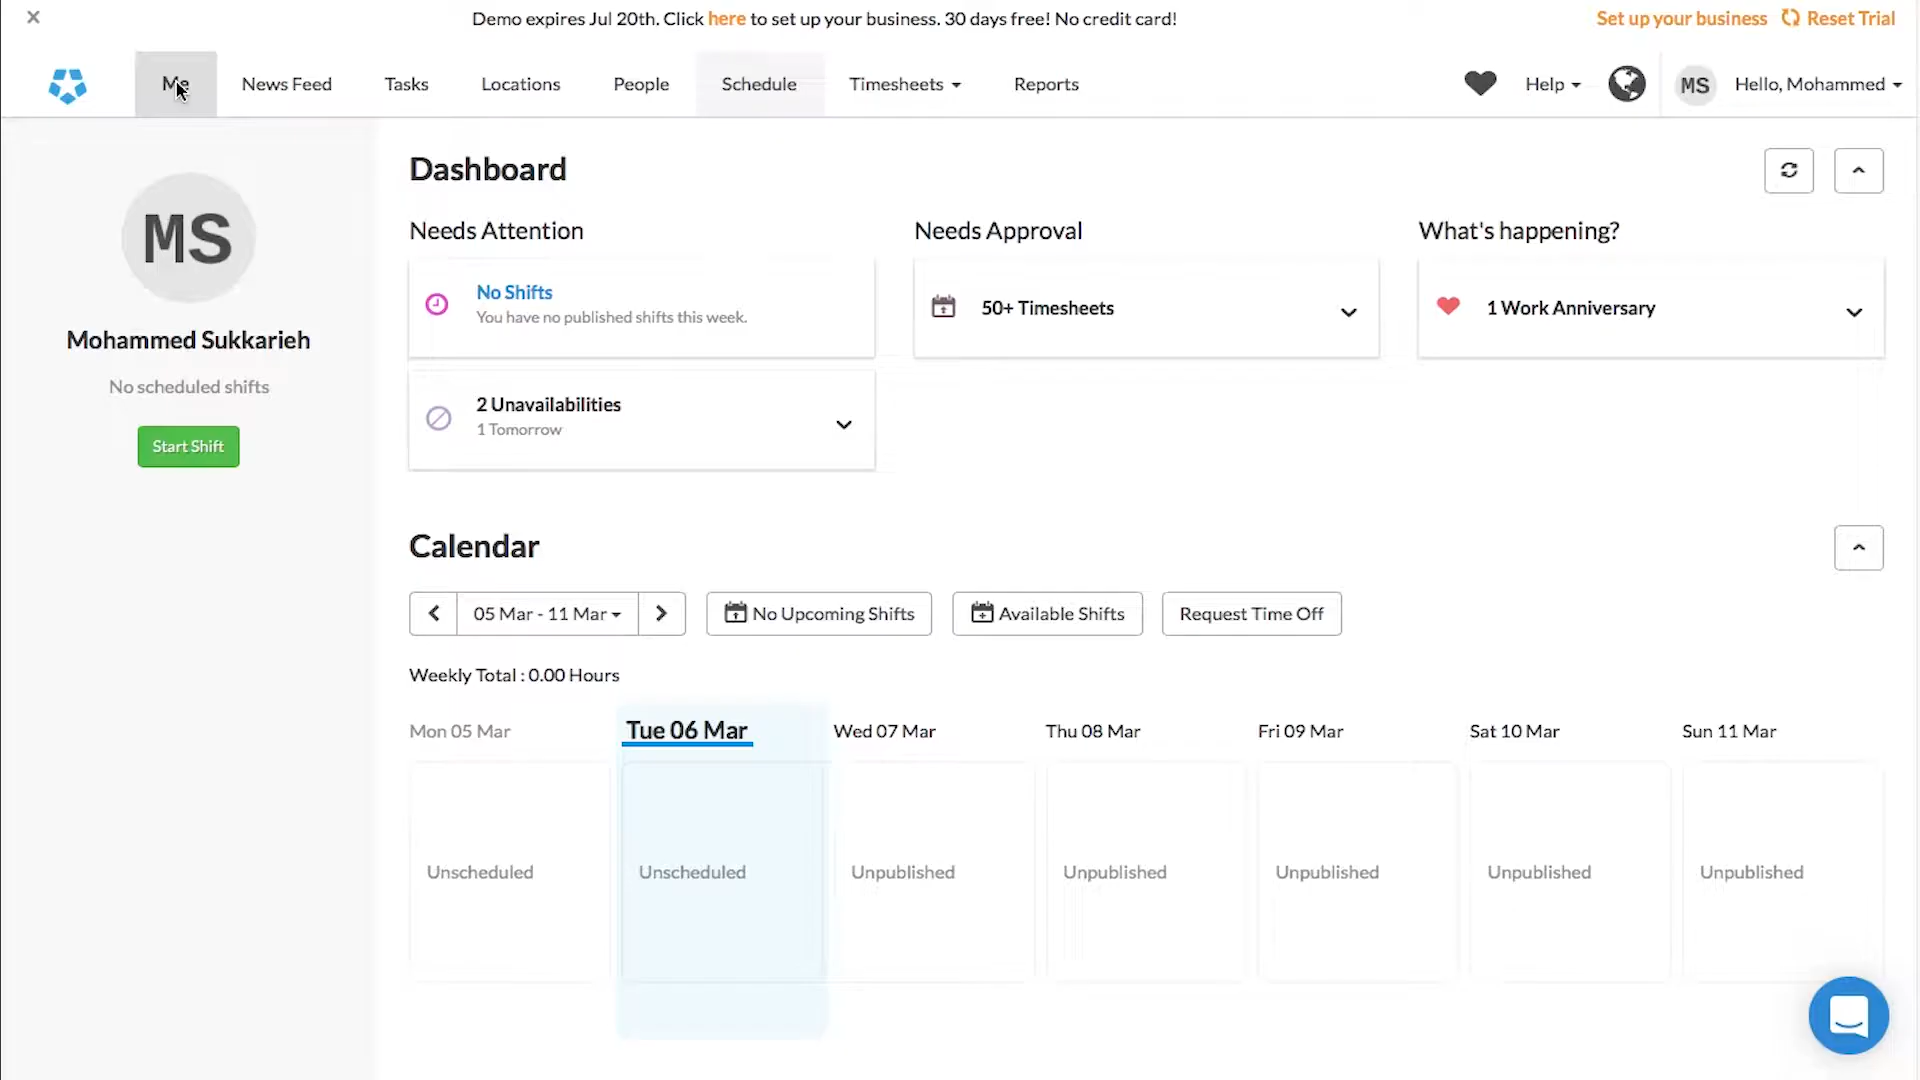 Demo expires Jul 20th. Click here to set up your business. 30 days free! No credit card!
Set up your business Reset Trial
Me News Feed Tasks Locations People Schedule Timesheets Reports
Help MS Hello, Mohammed
MS
Mohammed Sukkarieh
No scheduled shifts
Start Shift
Dashboard
Needs Attention
No Shifts
You have no published shifts this week.
2 Unavailabilities
1 Tomorrow
Needs Approval
50+ Timesheets
What's happening?
1 Work Anniversary
Calendar
05 Mar - 11 Mar No Upcoming Shifts Available Shifts Request Time Off
Weekly Total : 0.00 Hours
Mon 05 Mar Tue 06 Mar Wed 07 Mar Thu 08 Mar Fri 09 Mar Sat 10 Mar Sun 11 Mar
Unscheduled Unscheduled Unpublished Unpublished Unpublished Unpublished Unpublished